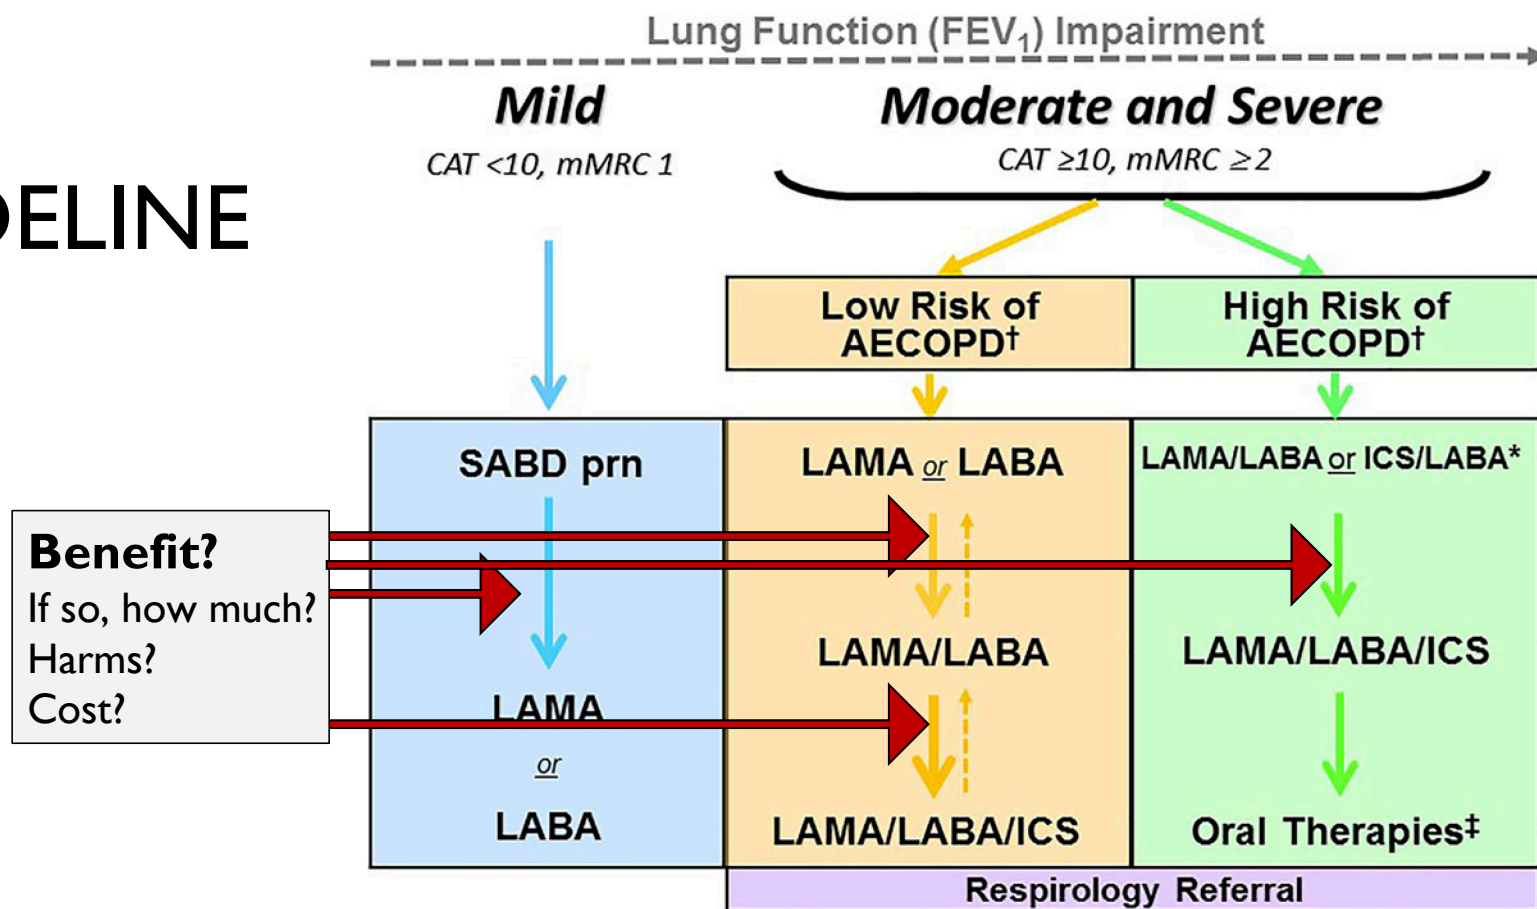 Lung Function (FEV₁) Impairment
Mild
CAT <10, mMRC 1
Moderate and Severe
CAT ≥10, mMRC ≥2
DELINE
Low Risk of
AECOPD†
High Risk of
AECOPD†
SABD prn
LAMA
or
LABA
LAMA or LABA
LAMA/LABA
LAMA/LABA/ICS
LAMA/LABA or ICS/LABA*
LAMA/LABA/ICS
Oral Therapies‡
Benefit?
If so, how much?
Harms?
Cost?
Respirology Referral